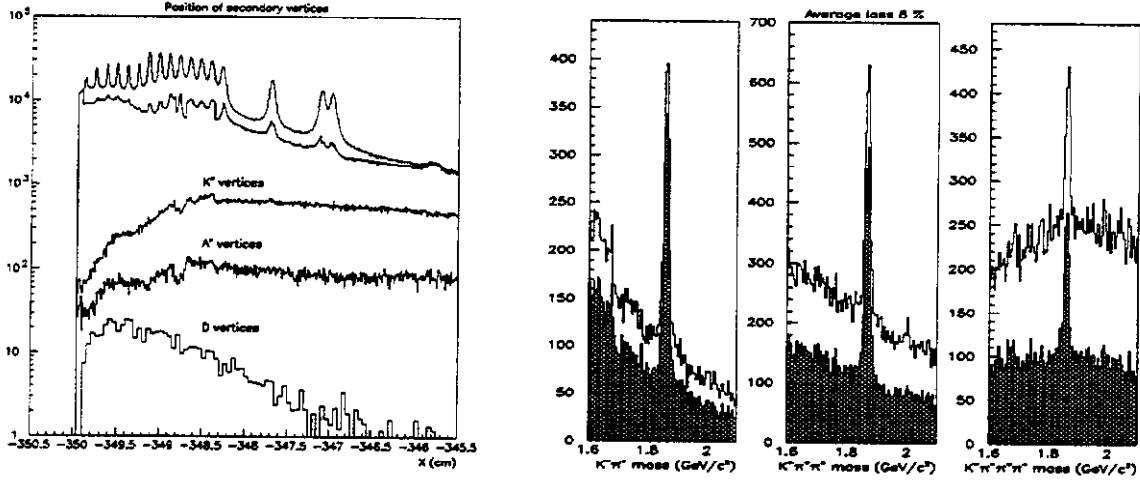 Position of secondary vertices
10⁵
10⁴
10³
10²
10
1
K° vertices
Λ° vertices
D vertices
-350.5 -350 -349.5 -349 -348.5 -348 -347.5 -347 -346.5 -346 -345.5
X (cm)
Average loss 8 %
400
350
300
250
200
150
100
50
0
1.6 1.8 2
K⁻π⁺ mass (GeV/c²)
700
600
500
400
300
200
100
0
1.6 1.8 2
mass (GeV/c²)
450
400
350
300
250
200
150
100
50
0
1.6 1.8 2
mass (GeV/c²)